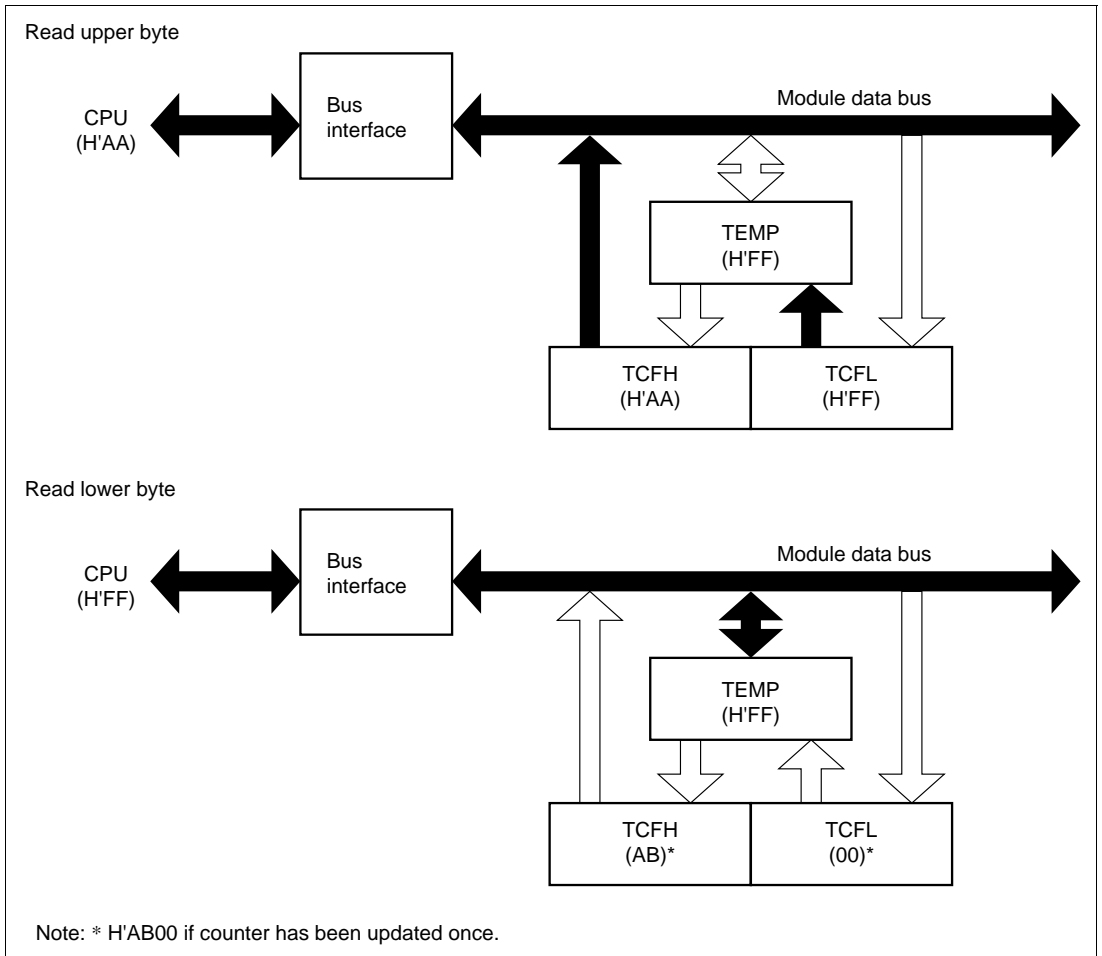 Read upper byte
CPU
(H'AA)
Bus
interface
Module data bus
TEMP
(H'FF)
TCFH
(H'AA)
TCFL
(H'FF)
Read lower byte
CPU
(H'FF)
Bus
interface
Module data bus
TEMP
(H'FF)
TCFH
(AB)*
TCFL
(00)*
Note: * H'AB00 if counter has been updated once.